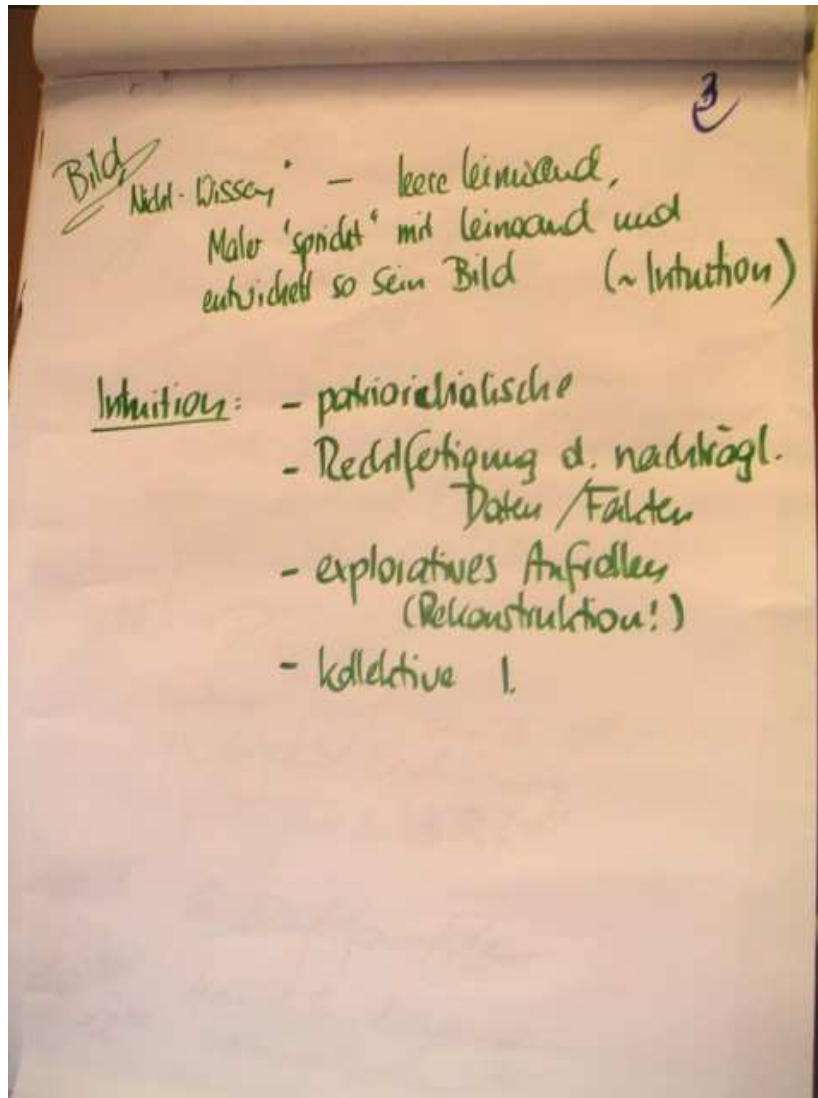 3
Bild
"Nicht-Wissen" – leere Leinwand,
Maler "spricht" mit Leinwand und
entwickelt so sein Bild (~ Intuition)
Intuition: - patriarchalische
- Rechtfertigung d. nachträgl.
Daten / Fakten
- exploratives
(Rekonstruktion!)
- kollektive I.